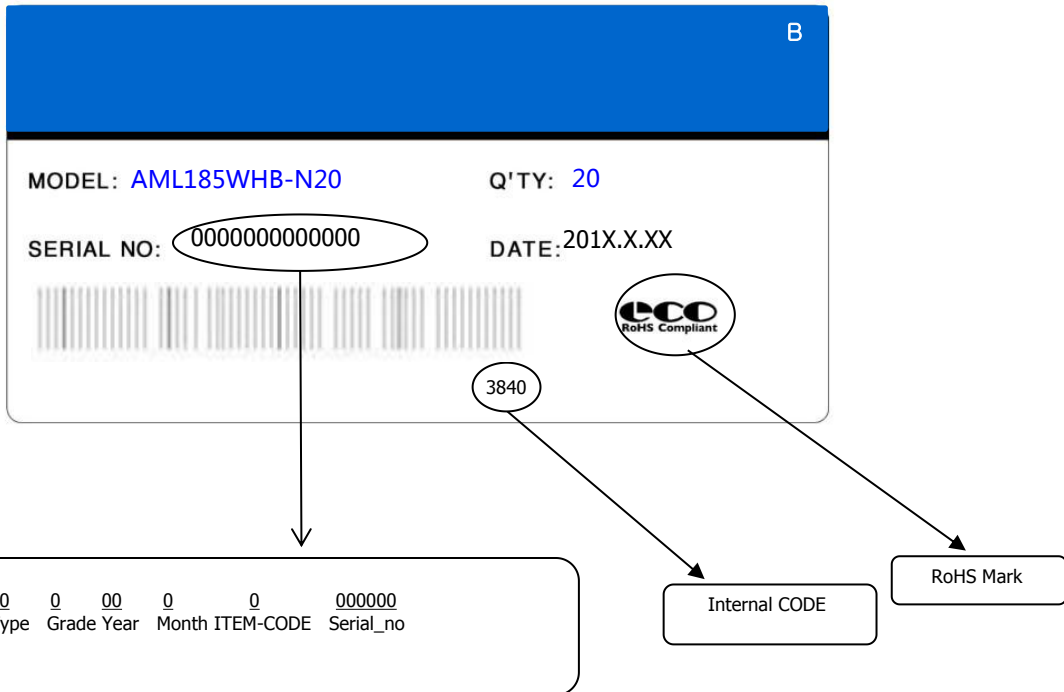 B
MODEL: AML185WHB-N20 Q'TY: 20
SERIAL NO: 0000000000000 DATE: 201X.X.XX
eco
RoHS Compliant
3840
RoHS Mark
Internal CODE
0 0 00 0 0 000000
ype Grade Year Month ITEM-CODE Serial_no